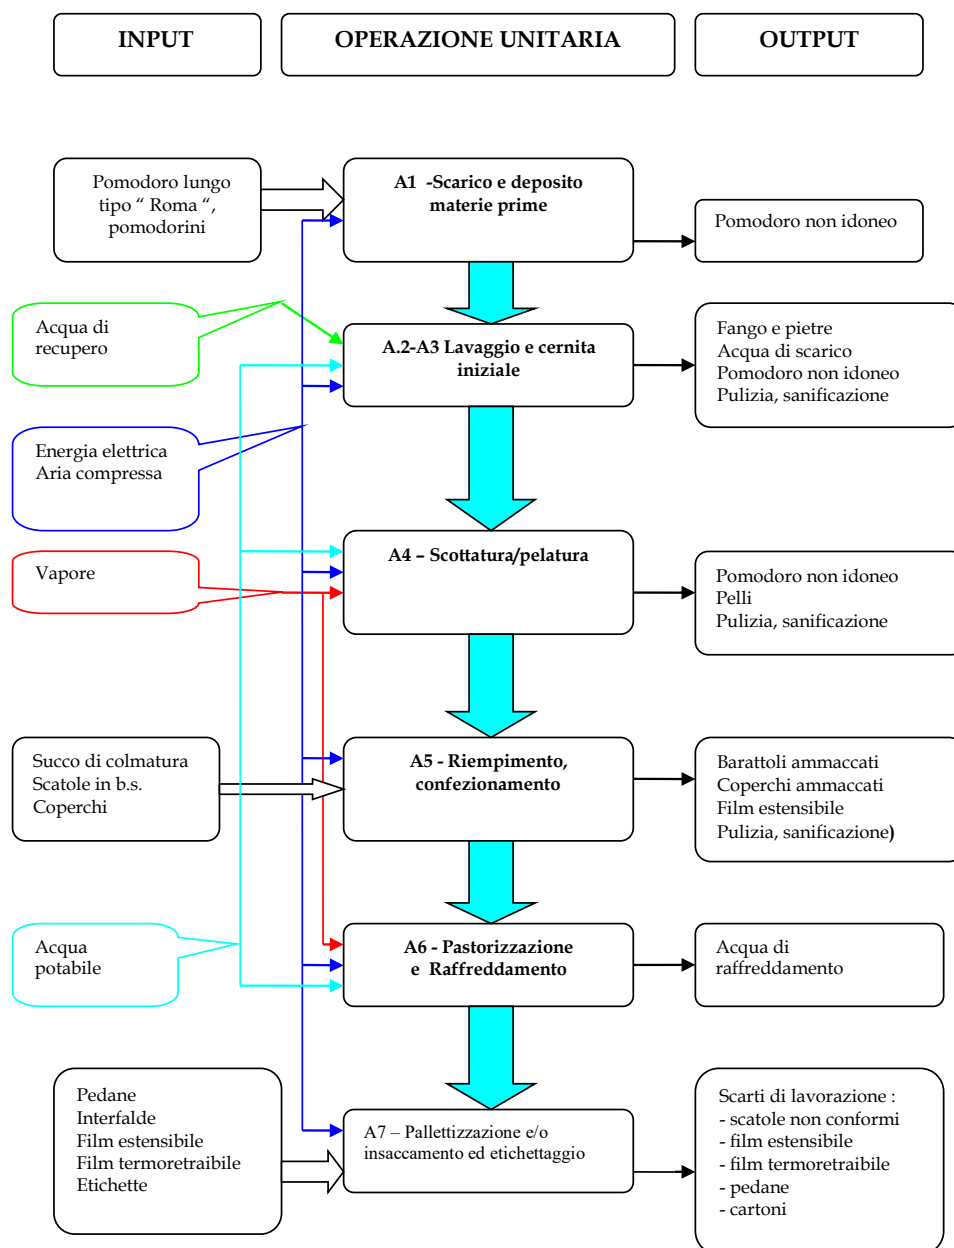 INPUT
OPERAZIONE UNITARIA
OUTPUT
Pomodoro lungo
tipo “ Roma “,
pomodorini
A1 -Scarico e deposito
materie prime
Pomodoro non idoneo
Acqua di
recupero
A.2-A3 Lavaggio e cernita
iniziale
Fango e pietre
Acqua di scarico
Pomodoro non idoneo
Pulizia, sanificazione
Energia elettrica
Aria compressa
Vapore
A4 – Scottatura/pelatura
Pomodoro non idoneo
Pelli
Pulizia, sanificazione
Succo di colmatura
Scatole in b.s.
Coperchi
A5 - Riempimento,
confezionamento
Barattoli ammaccati
Coperchi ammaccati
Film estensibile
Pulizia, sanificazione)
Acqua
potabile
A6 - Pastorizzazione
e Raffreddamento
Acqua di
raffreddamento
Pedane
Interfalde
Film estensibile
Film termoretraibile
Etichette
A7 – Pallettizzazione e/o
insaccamento ed etichettaggio
Scarti di lavorazione :
- scatole non conformi
- film estensibile
- film termoretraibile
- pedane
- cartoni